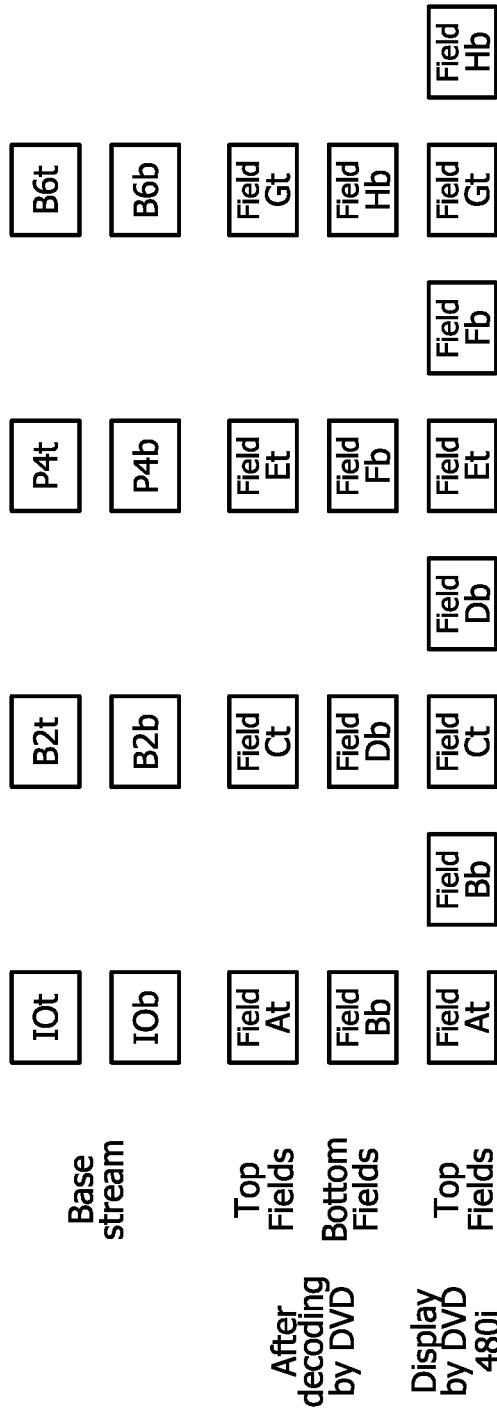 Base
stream
IOt
B2t
P4t
B6t
IOb
B2b
P4b
B6b
After
decoding
by DVD
Top
Fields
Field
At
Field
Ct
Field
Et
Field
Gt
Bottom
Fields
Field
Bb
Field
Db
Field
Fb
Field
Hb
Display
by DVD
480i
Top
Fields
Field
At
Field
Bb
Field
Ct
Field
Db
Field
Et
Field
Fb
Field
Gt
Field
Hb